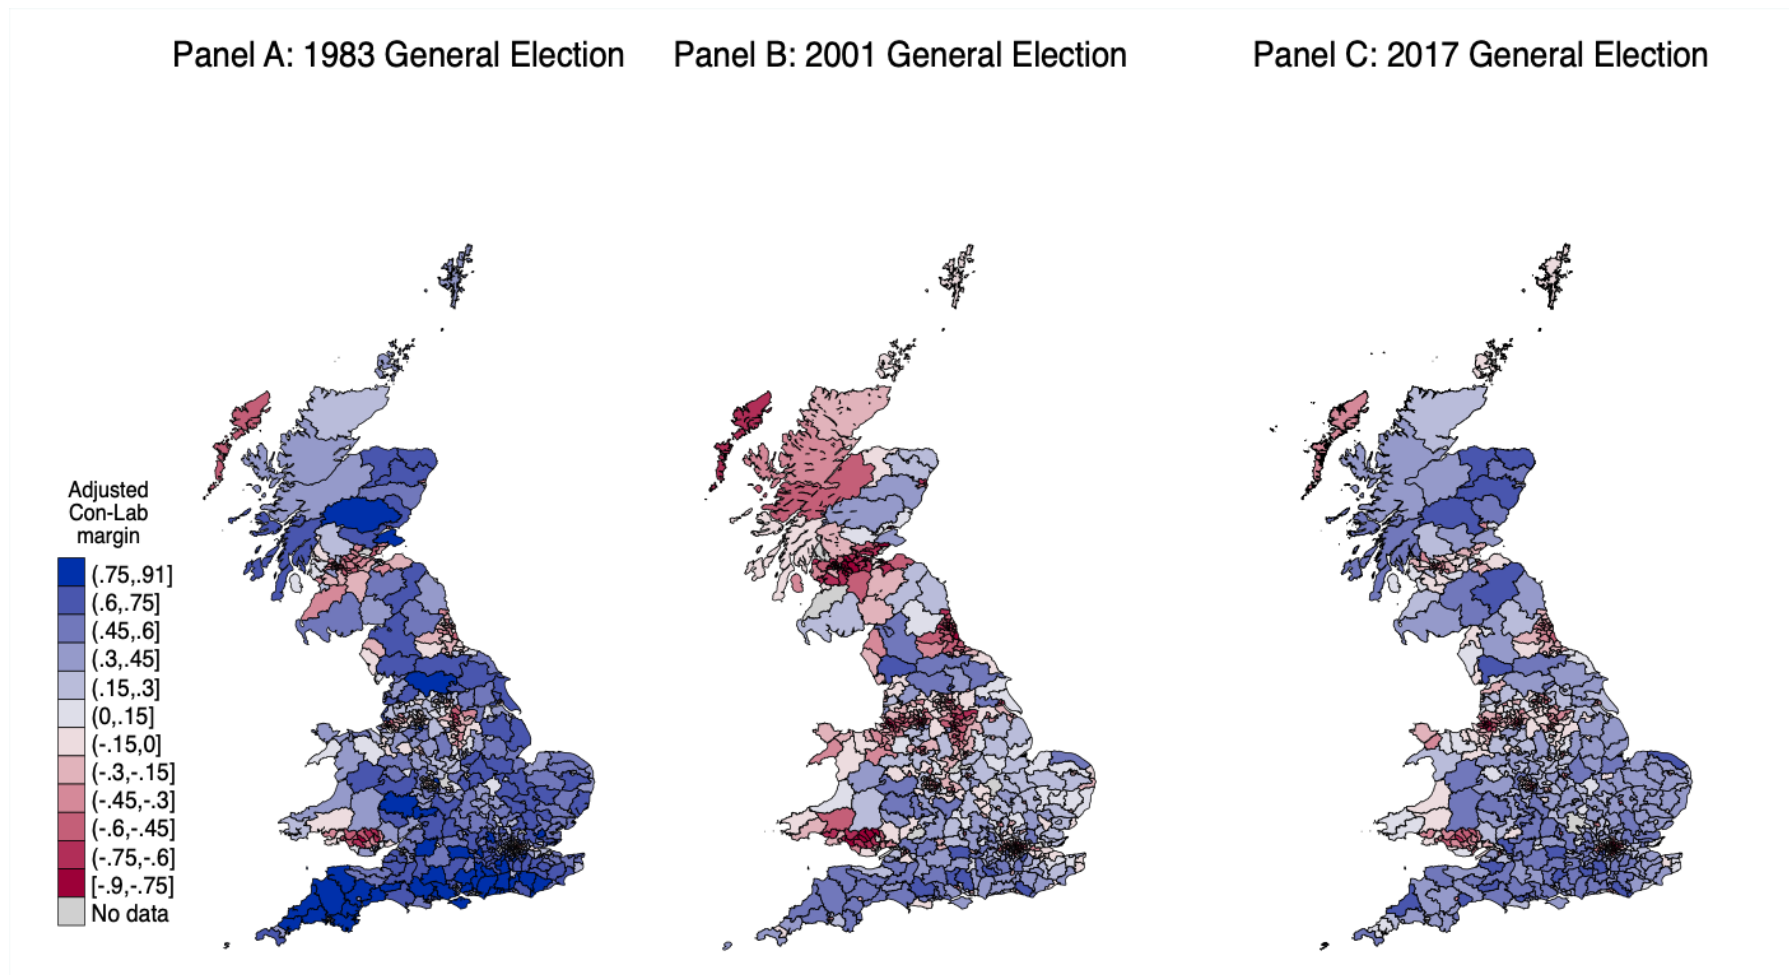 Panel A: 1983 General Election
Panel B: 2001 General Election
Panel C: 2017 General Election
Adjusted
Con-Lab
margin
(.75,.91]
(.6,.75]
(.45,.6]
(.3,.45]
(.15,.3]
(0,.15]
(-.15,0]
(-.3,-.15]
(-.45,-.3]
(-.6,-.45]
(-.75,-.6]
[-.9,-.75]
No data